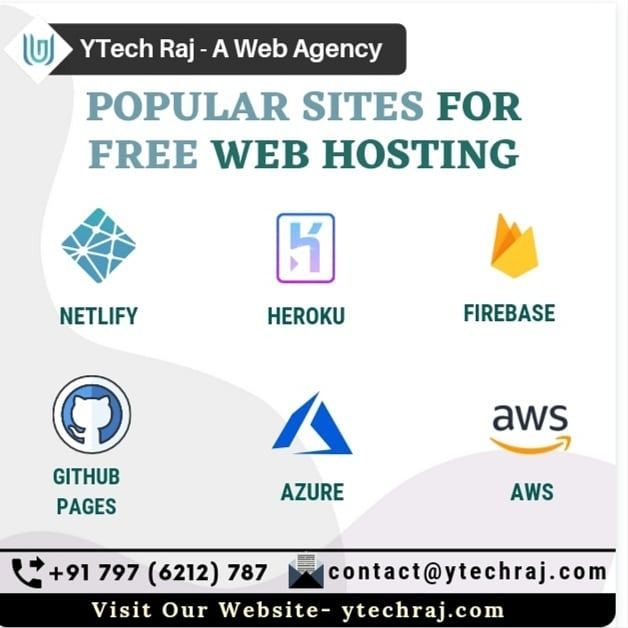 YTech Raj - A Web Agency
POPULAR SITES FOR
FREE WEB HOSTING
NETLIFY
HEROKU
FIREBASE
GITHUB
PAGES
AZURE
aws
AWS
+91 797 (6212) 787
contact@ytechraj.com
Visit Our Website- ytechraj.com